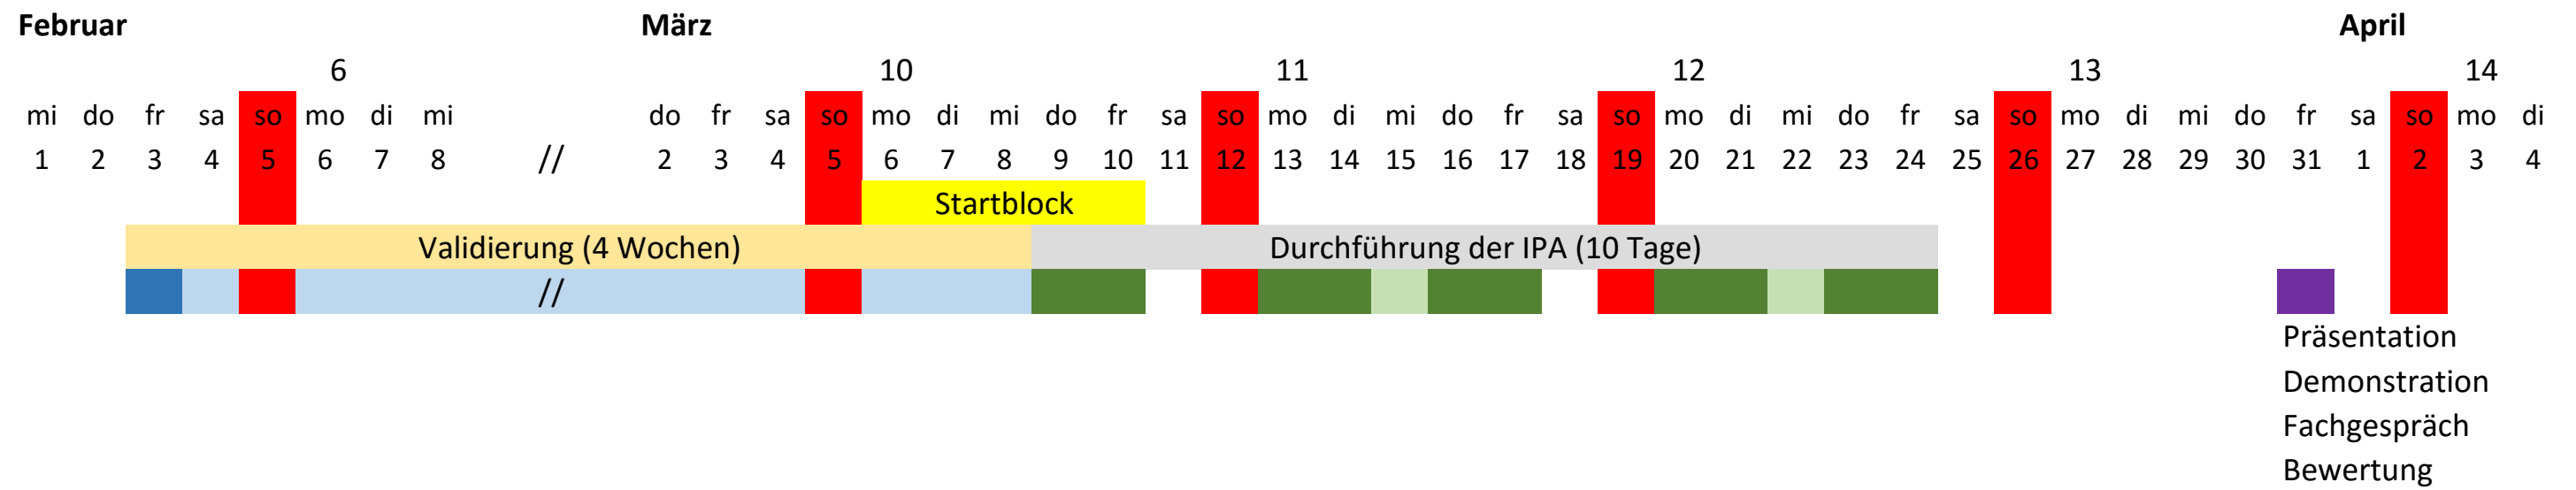 Februar März April
6 10 11 12 13 14
mi do fr sa so mo di mi do fr sa so mo di mi do fr sa so mo di mi do fr sa so mo di mi do fr sa so mo di mi do fr sa so mo di
1 2 3 4 5 6 7 8 // 2 3 4 5 6 7 8 9 10 11 12 13 14 15 16 17 18 19 20 21 22 23 24 25 26 27 28 29 30 31 1 2 3 4
Startblock
Validierung (4 Wochen) Durchführung der IPA (10 Tage)
//
Präsentation
Demonstration
Fachgespräch
Bewertung